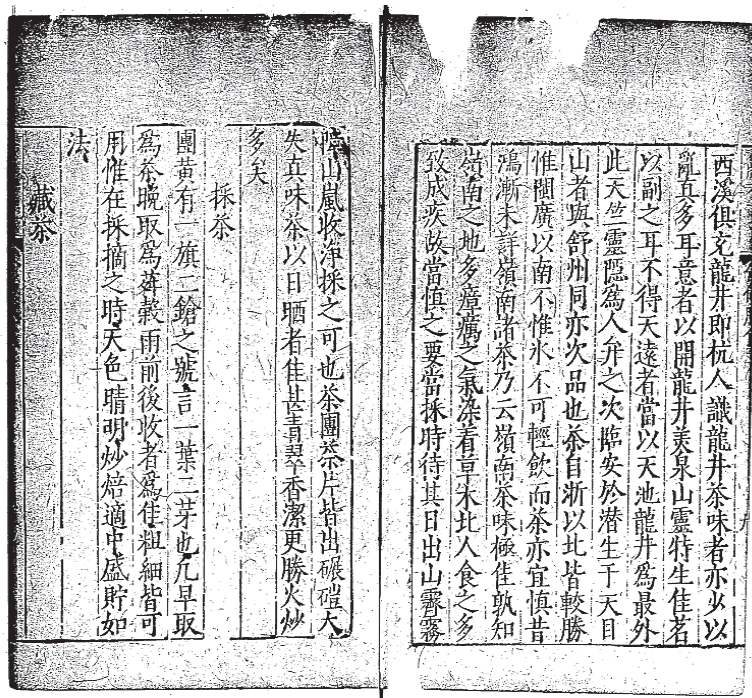 西溪俱充龍井即杭人識龍井茶味者亦少以
亂真多耳意者以開龍井美泉山靈特生佳茗
以副之耳不得天遠者當以天池龍井爲最外
此天竺靈隱爲人弁之次臨安於潜生于天目
山者與舒州同亦次品也茶自浙以北皆較勝
惟閩廣以南不惟水不可輕飲而茶亦宜慎昔
鴻漸未詳嶺南諸茶乃云嶺南茶味極佳孰知
嶺南之地多瘴癘之氣染着草木北人食之多
致成疾故當慎之要當採時待其日出山霽霧
山嵐收淨採之可也茶團茶片皆出碾磑大
失真味茶以日晒者佳甚青翠香潔更勝火炒
多矣
採茶
團黃有一旗二鎗之號言一葉二芽也凡早取
爲茶晚取爲荈穀雨前後收者爲佳粗細皆可
用惟在採摘之時天色晴明炒焙適中盛貯如
法
藏茶